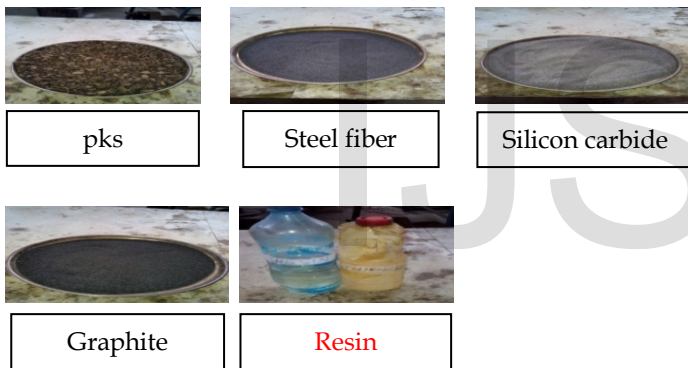 pks
Steel fiber
Silicon carbide
Graphite
Resin